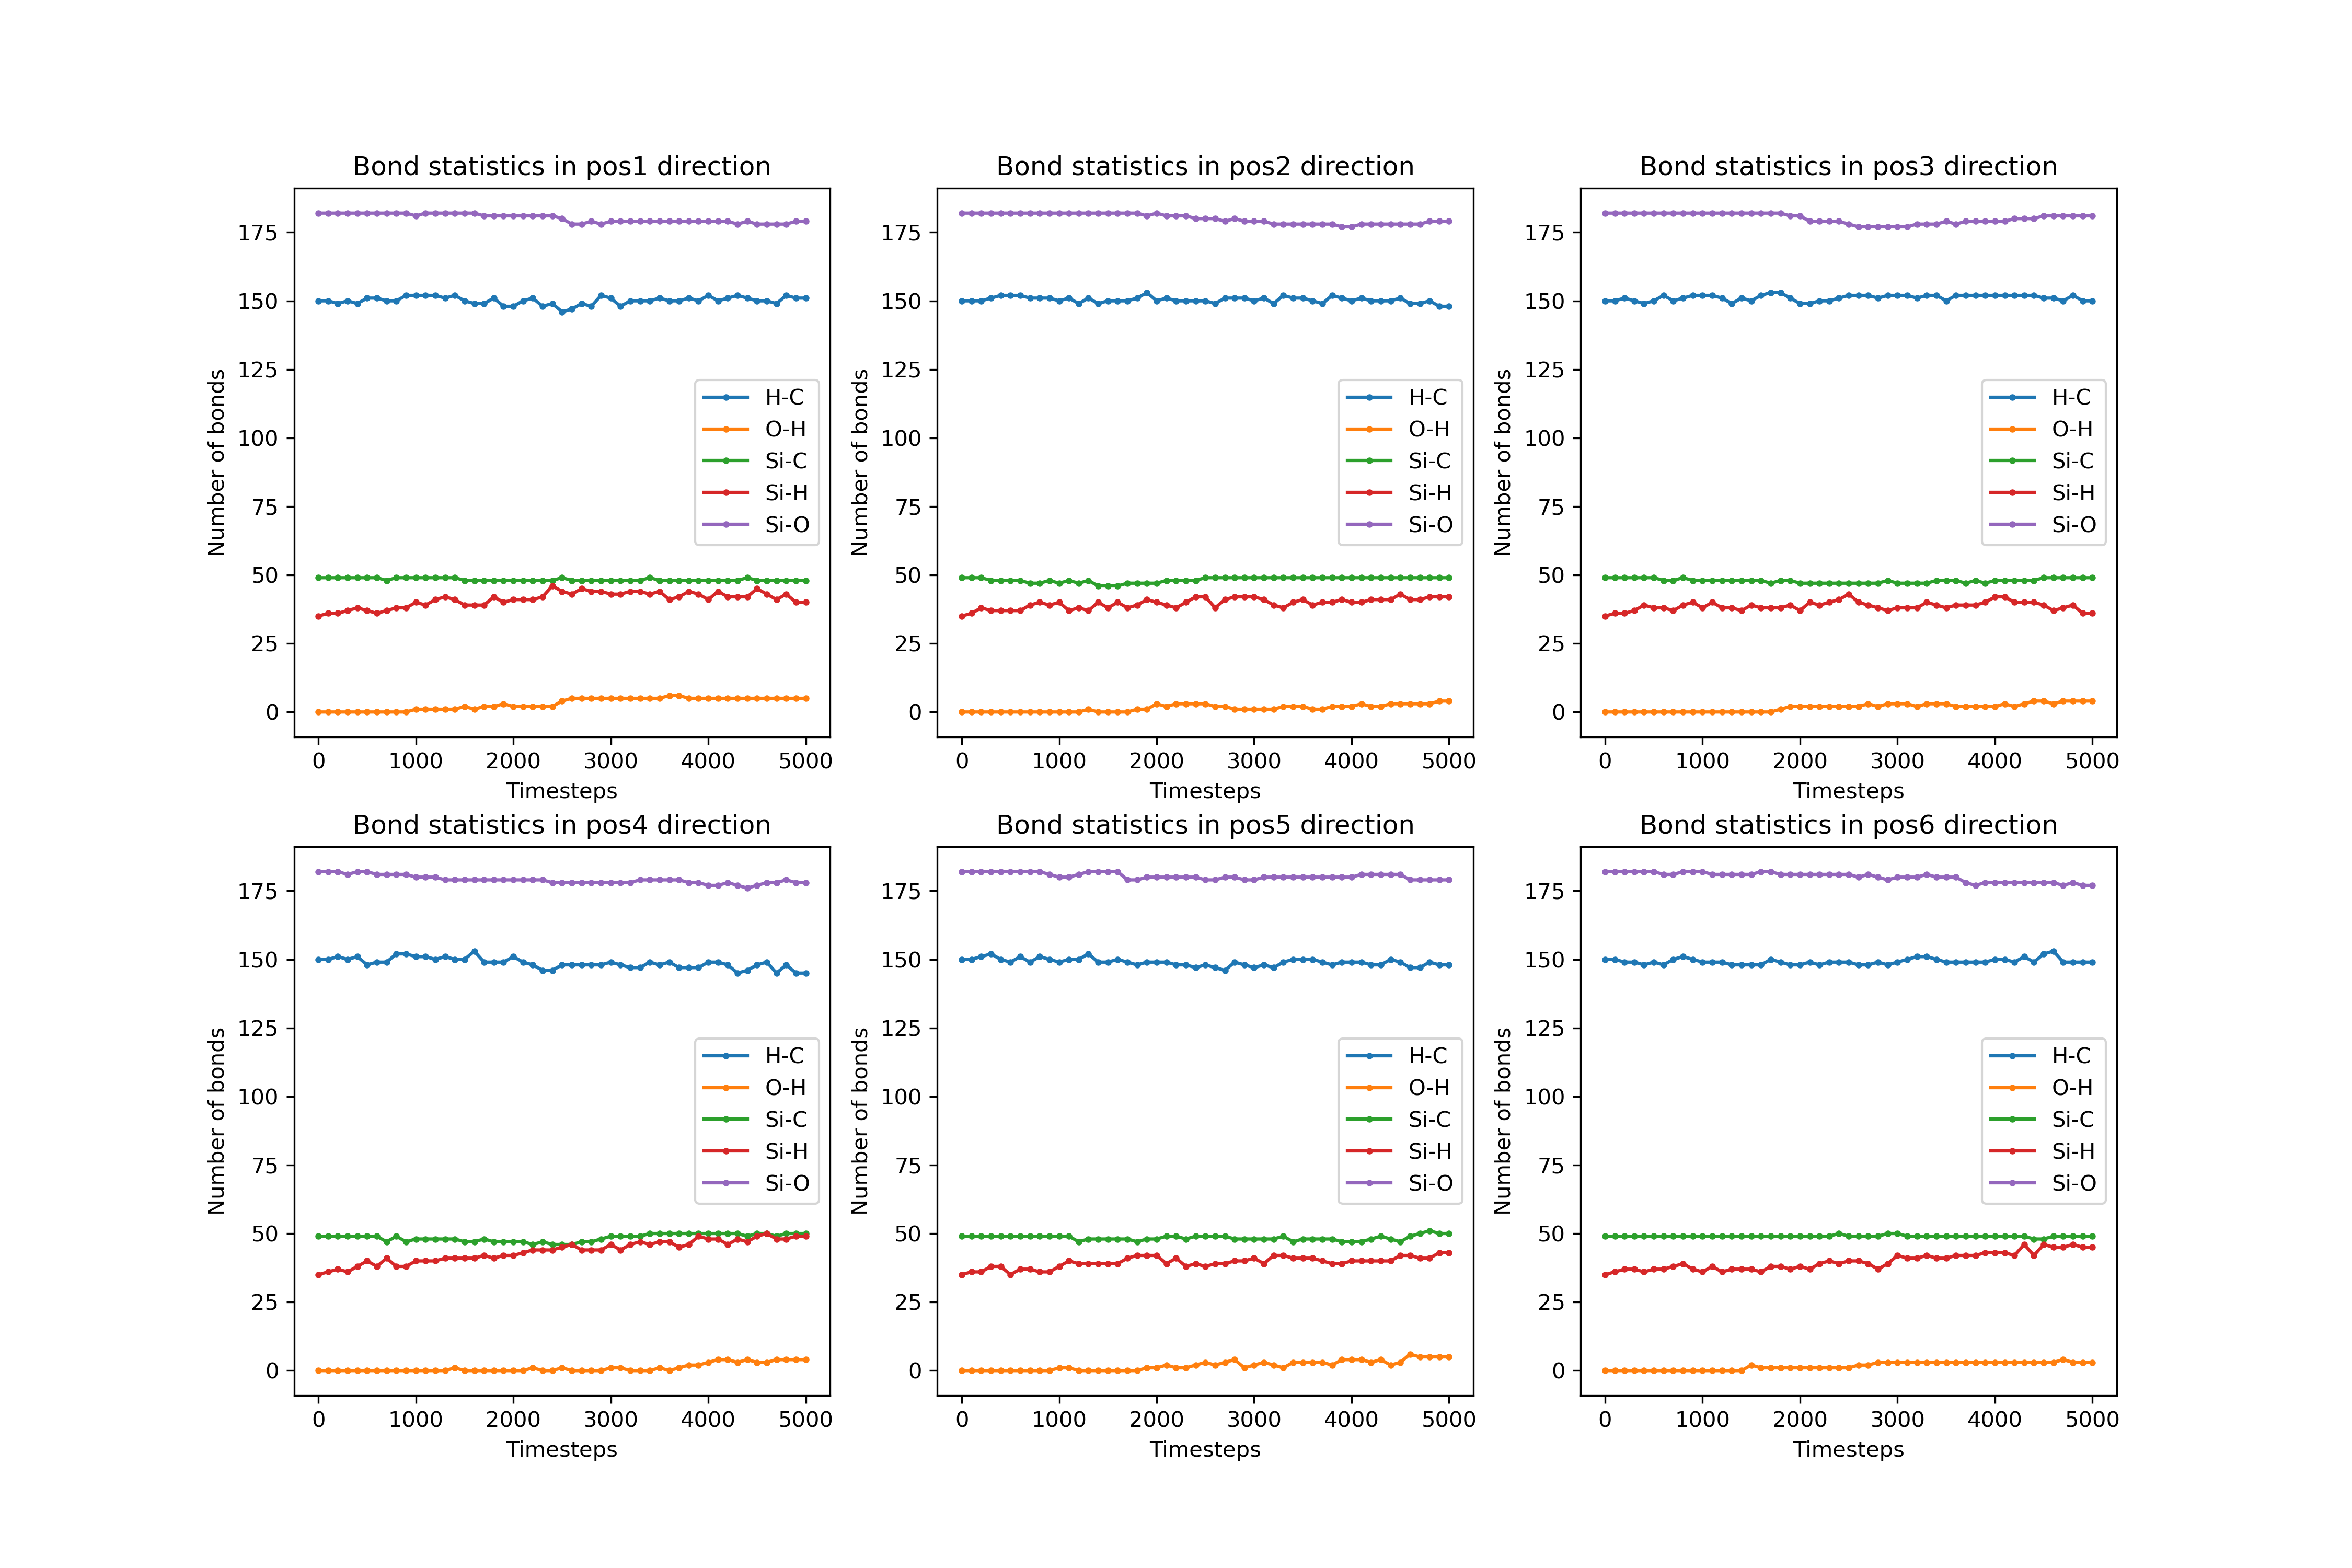 Bond statistics in pos1 direction
Number of bonds
175
150
125
100
75
50
25
0
H-C
O-H
Si-C
Si-H
Si-O
0 1000 2000 3000 4000 5000
Timesteps
Bond statistics in pos2 direction
Number of bonds
175
150
125
100
75
50
25
0
H-C
O-H
Si-C
Si-H
Si-O
0 1000 2000 3000 4000 5000
Timesteps
Bond statistics in pos3 direction
Number of bonds
175
150
125
100
75
50
25
0
H-C
O-H
Si-C
Si-H
Si-O
0 1000 2000 3000 4000 5000
Timesteps
Bond statistics in pos4 direction
Number of bonds
175
150
125
100
75
50
25
0
H-C
O-H
Si-C
Si-H
Si-O
0 1000 2000 3000 4000 5000
Timesteps
Bond statistics in pos5 direction
Number of bonds
175
150
125
100
75
50
25
0
H-C
O-H
Si-C
Si-H
Si-O
0 1000 2000 3000 4000 5000
Timesteps
Bond statistics in pos6 direction
Number of bonds
175
150
125
100
75
50
25
0
H-C
O-H
Si-C
Si-H
Si-O
0 1000 2000 3000 4000 5000
Timesteps